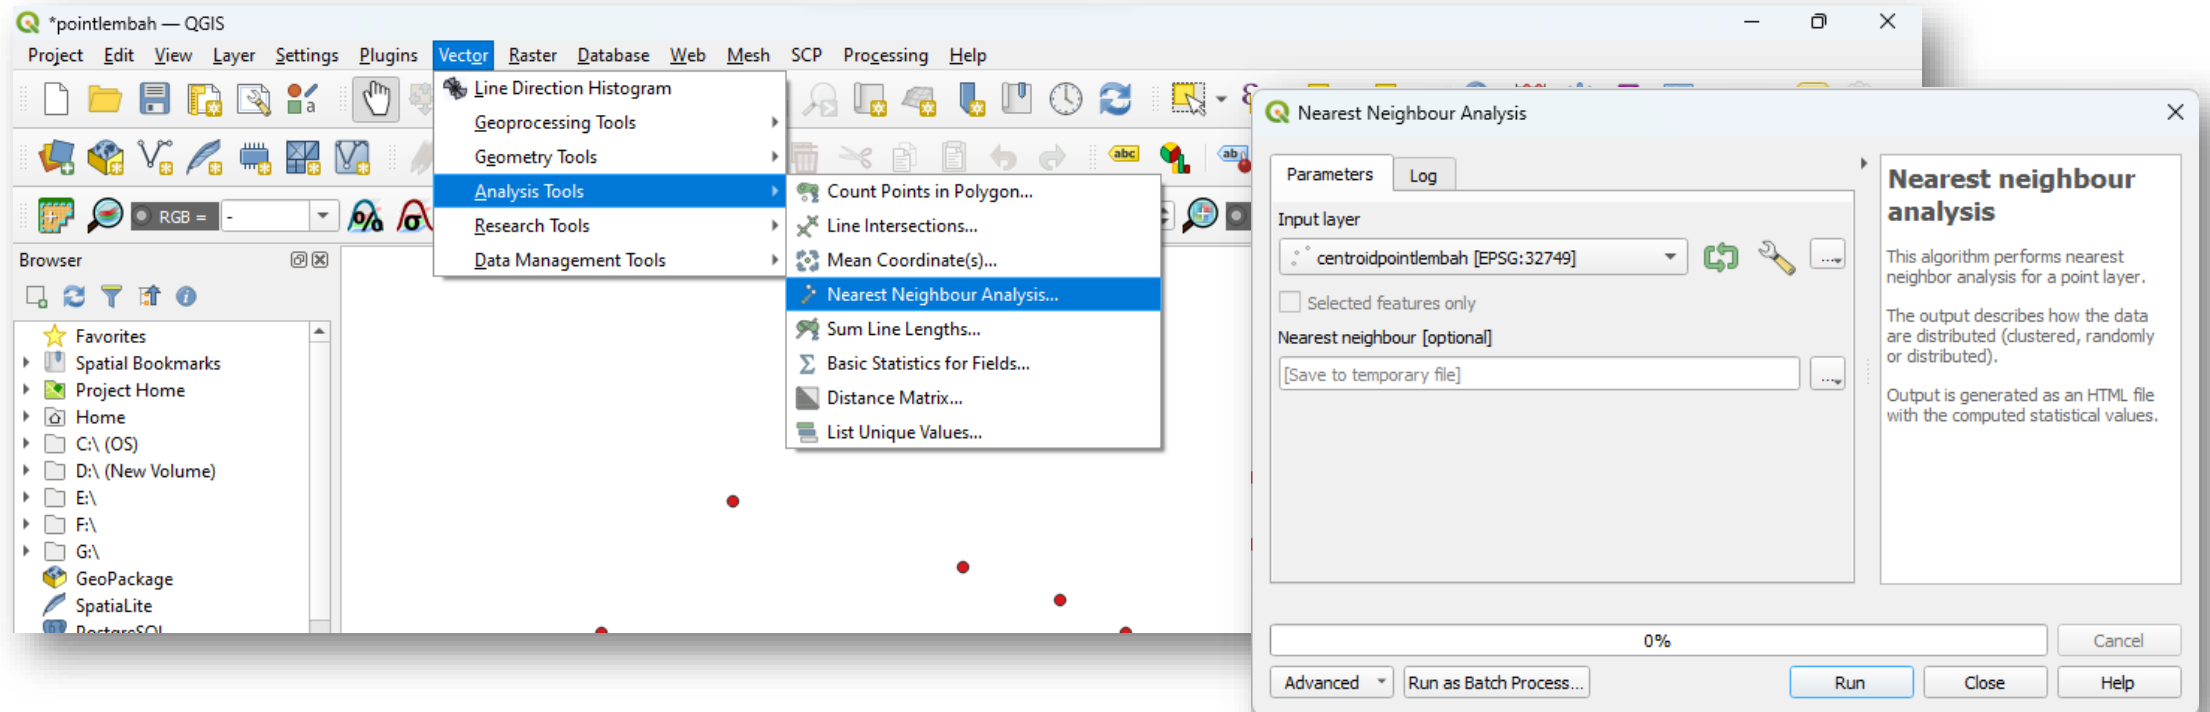 *pointlembah — QGIS
Project Edit View Layer Settings Plugins Vector Raster Database Web Mesh SCP Processing Help
Line Direction Histogram
Geoprocessing Tools
Geometry Tools
Analysis Tools
Research Tools
Data Management Tools
Count Points in Polygon...
Line Intersections...
Mean Coordinate(s)...
Nearest Neighbour Analysis...
Sum Line Lengths...
Basic Statistics for Fields...
Distance Matrix...
List Unique Values...
a
abc
ab
RGB =
-
%
σ
Browser
Favorites
Spatial Bookmarks
Project Home
Home
C:\ (OS)
D:\ (New Volume)
E:\
F:\
G:\
GeoPackage
SpatiaLite
PostgreSQL
Nearest Neighbour Analysis
Parameters
Log
Input layer
centroidpointlembah [EPSG:32749]
...
Selected features only
Nearest neighbour [optional]
[Save to temporary file]
...
Nearest neighbour
analysis
This algorithm performs nearest
neighbor analysis for a point layer.
The output describes how the data
are distributed (clustered, randomly
or distributed).
Output is generated as an HTML file
with the computed statistical values.
0%
Cancel
Advanced
Run as Batch Process...
Run
Close
Help